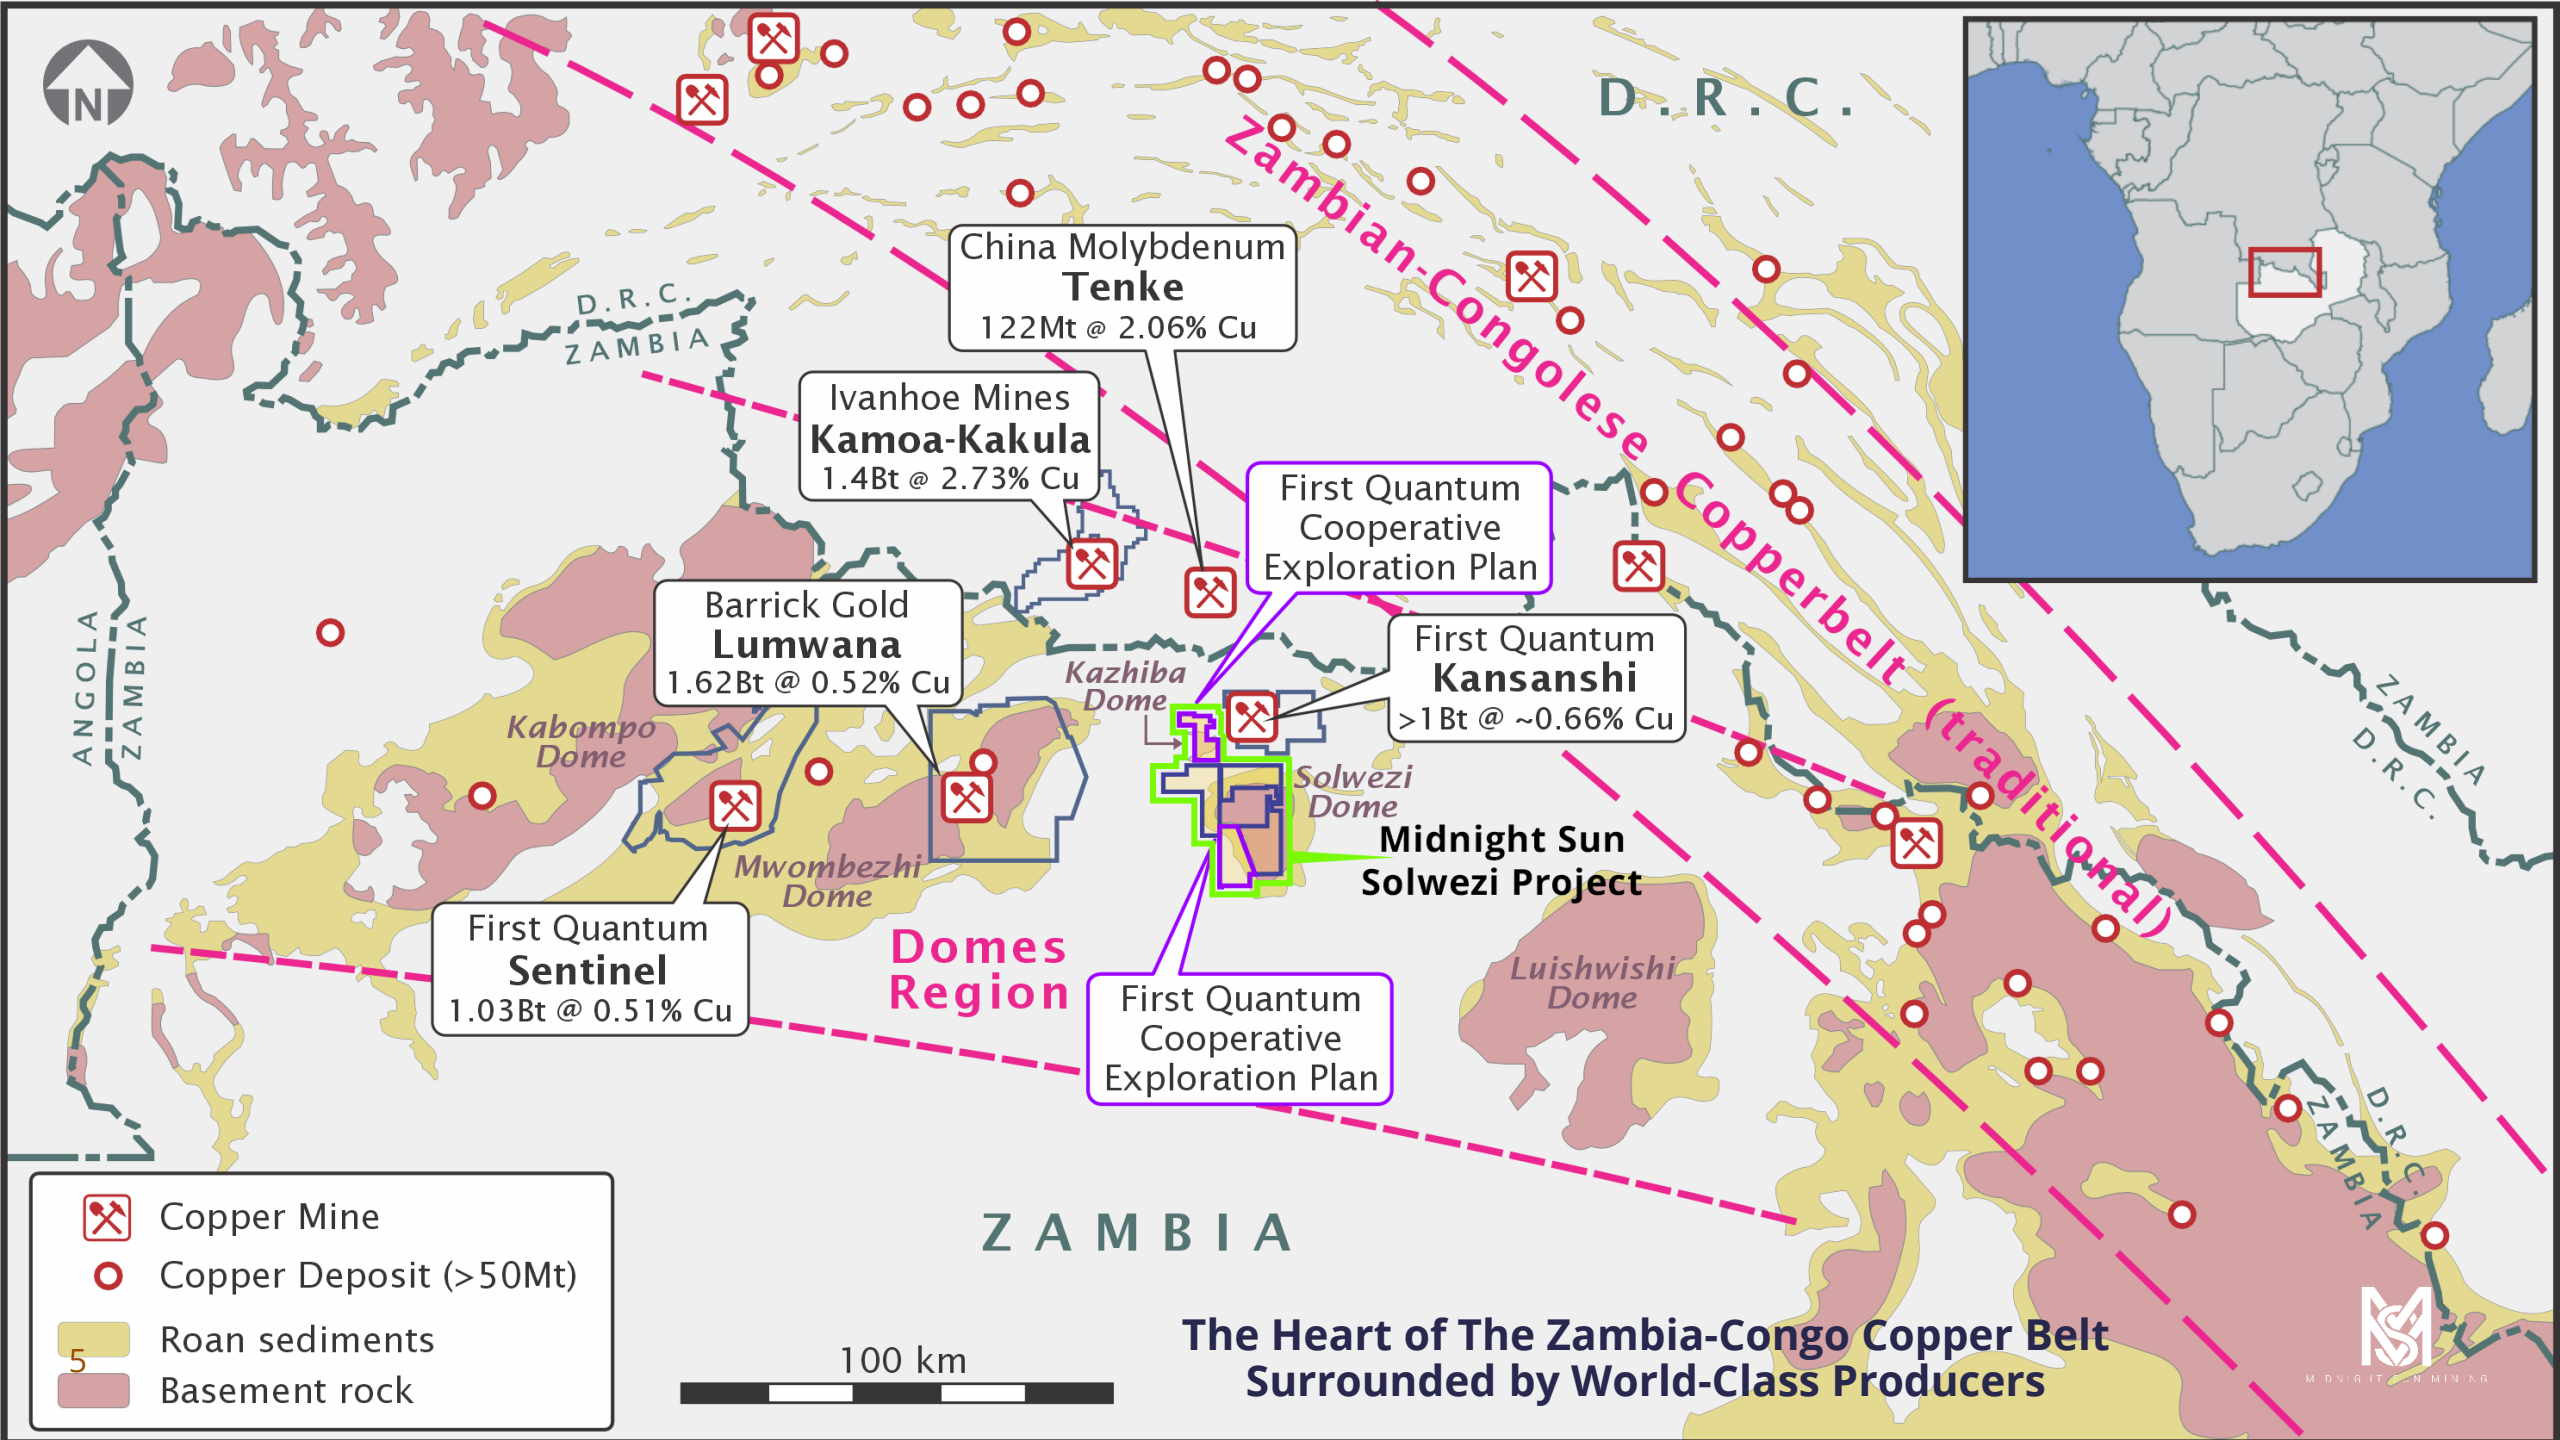 N
D.R.C.
Zambian-Congolese Copperbelt (traditional)
China Molybdenum
Tenke
122Mt @ 2.06% Cu
D.R.C.
ZAMBIA
Ivanhoe Mines
Kamoa-Kakula
1.4Bt @ 2.73% Cu
First Quantum
Cooperative
Exploration Plan
Barrick Gold
Lumwana
1.62Bt @ 0.52% Cu
First Quantum
Kansanshi
>1Bt @ ~0.66% Cu
ANGOLA
ZAMBIA
Kazhiba
Dome
Kabompo
Dome
Solwezi
Dome
ZAMBIA
D.R.C.
Midnight Sun
Solwezi Project
Mwombezhi
Dome
First Quantum
Sentinel
1.03Bt @ 0.51% Cu
Domes
Region
Luishwishi
Dome
First Quantum
Cooperative
Exploration Plan
D.R.C.
ZAMBIA
ZAMBIA
Copper Mine
Copper Deposit (>50Mt)
Roan sediments
5
Basement rock
100 km
The Heart of The Zambia-Congo Copper Belt
Surrounded by World-Class Producers
MIDNIGHT SUN MINING